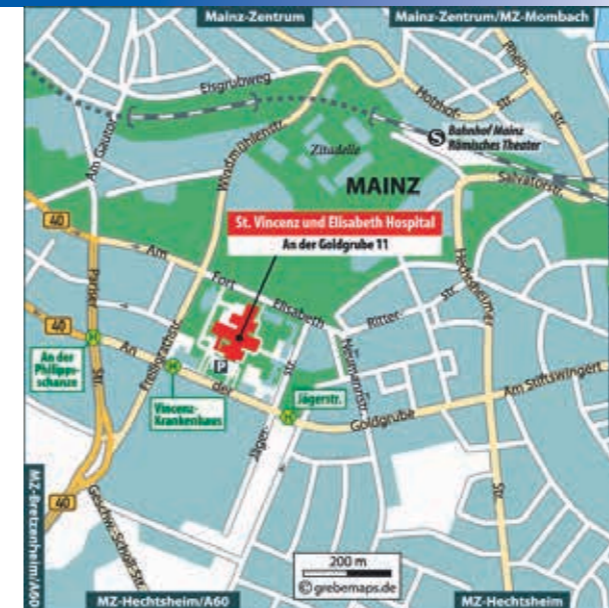 Mainz-Zentrum
Mainz-Zentrum/MZ-Mombach
Eisgrubweg
Rhein-
str.
Holzhof-
str.
Am Gautor
Windmühlenstr.
Zitadelle
S
Bahnhof Mainz
Römisches Theater
MAINZ
Salvatorstr.
40
St. Vincenz und Elisabeth Hospital
An der Goldgrube 11
Am
Fort
Elisabeth
Hechtsheimer
Str.
Pariser
Str.
Ritter
str.
40
H
An der
Philipps-
schanze
An
der
Goldgrube
Freiligrathstr.
P
H
Vincenz-
Krankenhaus
Jäger
str.
H
Jägerstr.
Neumannstr.
Am Stiftswingert
40
Geschw.-Scholl-Str.
MZ-Bretzenheim/A60
200 m
© grebemaps.de
MZ-Hechtsheim/A60
MZ-Hechtsheim